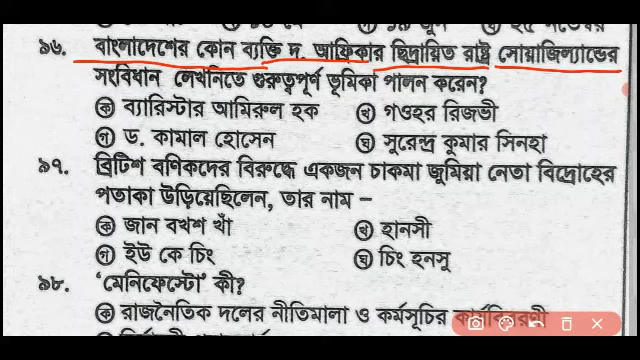 ৯৬. বাংলাদেশের কোন ব্যক্তি দ. আফ্রিকার ছিদ্রায়িত রাষ্ট্র সোয়াজিল্যান্ডের
সংবিধান লেখনিতে গুরুত্বপূর্ণ ভূমিকা পালন করেন?
ক ব্যারিস্টার আমিরুল হক খ গওহর রিজভী
গ ড. কামাল হোসেন ঘ সুরেন্দ্র কুমার সিনহা
৯৭. ব্রিটিশ বণিকদের বিরুদ্ধে একজন চাকমা জুমিয়া নেতা বিদ্রোহের
পতাকা উড়িয়েছিলেন, তার নাম –
ক জান বখশ খাঁ খ হানসী
গ ইউ কে চিং ঘ চিং হনসু
৯৮. ‘মেনিফেস্টো’ কী?
ক রাজনৈতিক দলের নীতিমালা ও কর্মসূচির